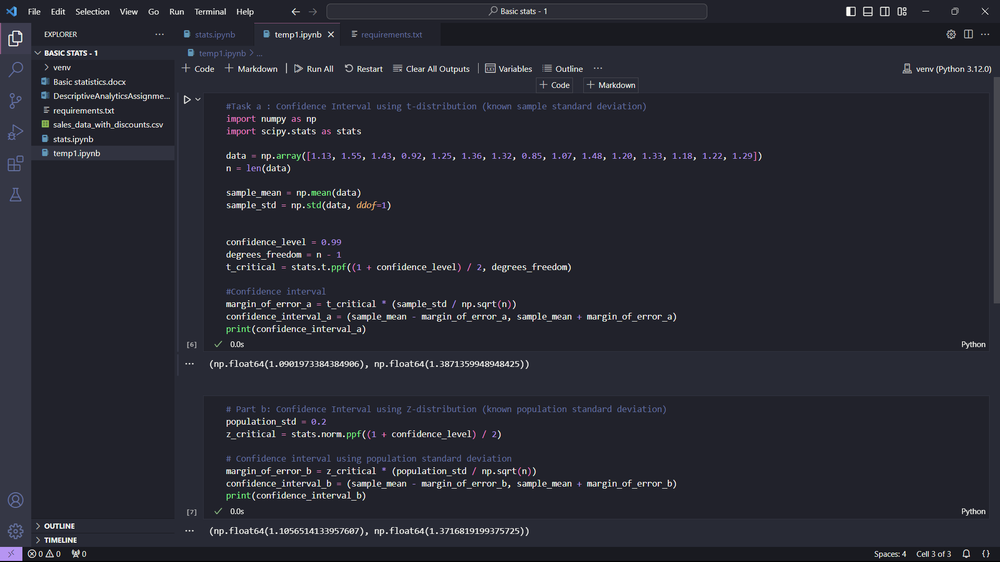 File Edit Selection View Go Run Terminal Help
Basic stats - 1
EXPLORER
BASIC STATS - 1
venv
Basic statistics.docx
DescriptiveAnalyticsAssignme...
requirements.txt
sales_data_with_discounts.csv
stats.ipynb
temp1.ipynb
OUTLINE
TIMELINE
stats.ipynb
temp1.ipynb
requirements.txt
temp1.ipynb > ...
+ Code + Markdown | Run All Restart Clear All Outputs | Variables Outline ...
venv (Python 3.12.0)
+ Code + Markdown
#Task a : Confidence Interval using t-distribution (known sample standard deviation)
import numpy as np
import scipy.stats as stats
data = np.array([1.13, 1.55, 1.43, 0.92, 1.25, 1.36, 1.32, 0.85, 1.07, 1.48, 1.20, 1.33, 1.18, 1.22, 1.29])
n = len(data)
sample_mean = np.mean(data)
sample_std = np.std(data, ddof=1)
confidence_level = 0.99
degrees_freedom = n - 1
t_critical = stats.t.ppf((1 + confidence_level) / 2, degrees_freedom)
#Confidence interval
margin_of_error_a = t_critical * (sample_std / np.sqrt(n))
confidence_interval_a = (sample_mean - margin_of_error_a, sample_mean + margin_of_error_a)
print(confidence_interval_a)
[6] 0.0s Python
(np.float64(1.0901973384384906), np.float64(1.3871359948948425))
# Part b: Confidence Interval using Z-distribution (known population standard deviation)
population_std = 0.2
z_critical = stats.norm.ppf((1 + confidence_level) / 2)
# Confidence interval using population standard deviation
margin_of_error_b = z_critical * (population_std / np.sqrt(n))
confidence_interval_b = (sample_mean - margin_of_error_b, sample_mean + margin_of_error_b)
print(confidence_interval_b)
[7] 0.0s Python
(np.float64(1.1056514133957607), np.float64(1.3716819199375725))
0 0 0
Spaces: 4 Cell 3 of 3 {}